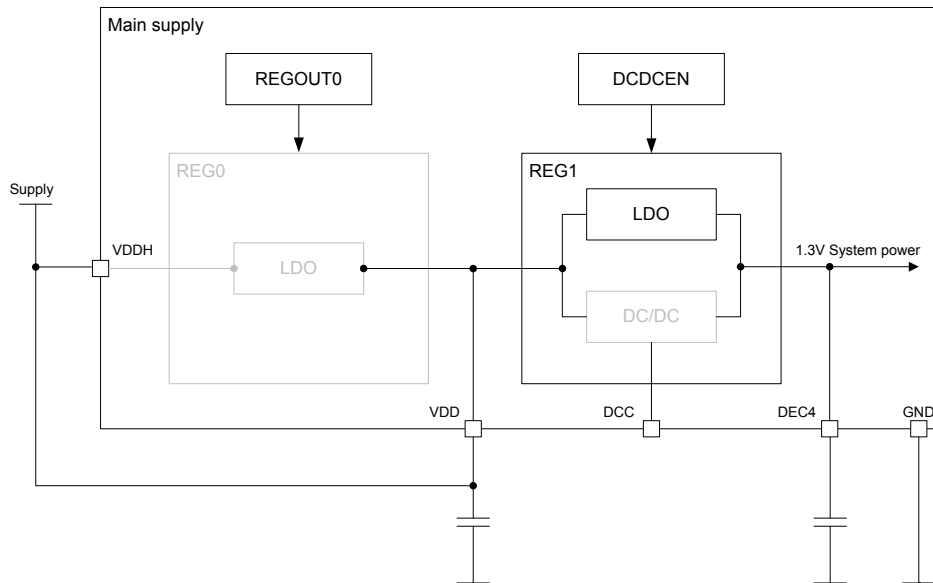 Main supply
REGOUT0
DCDCEN
REG0
REG1
Supply
LDO
VDDH
1.3V System power
LDO
DC/DC
VDD
DCC
DEC4
GND